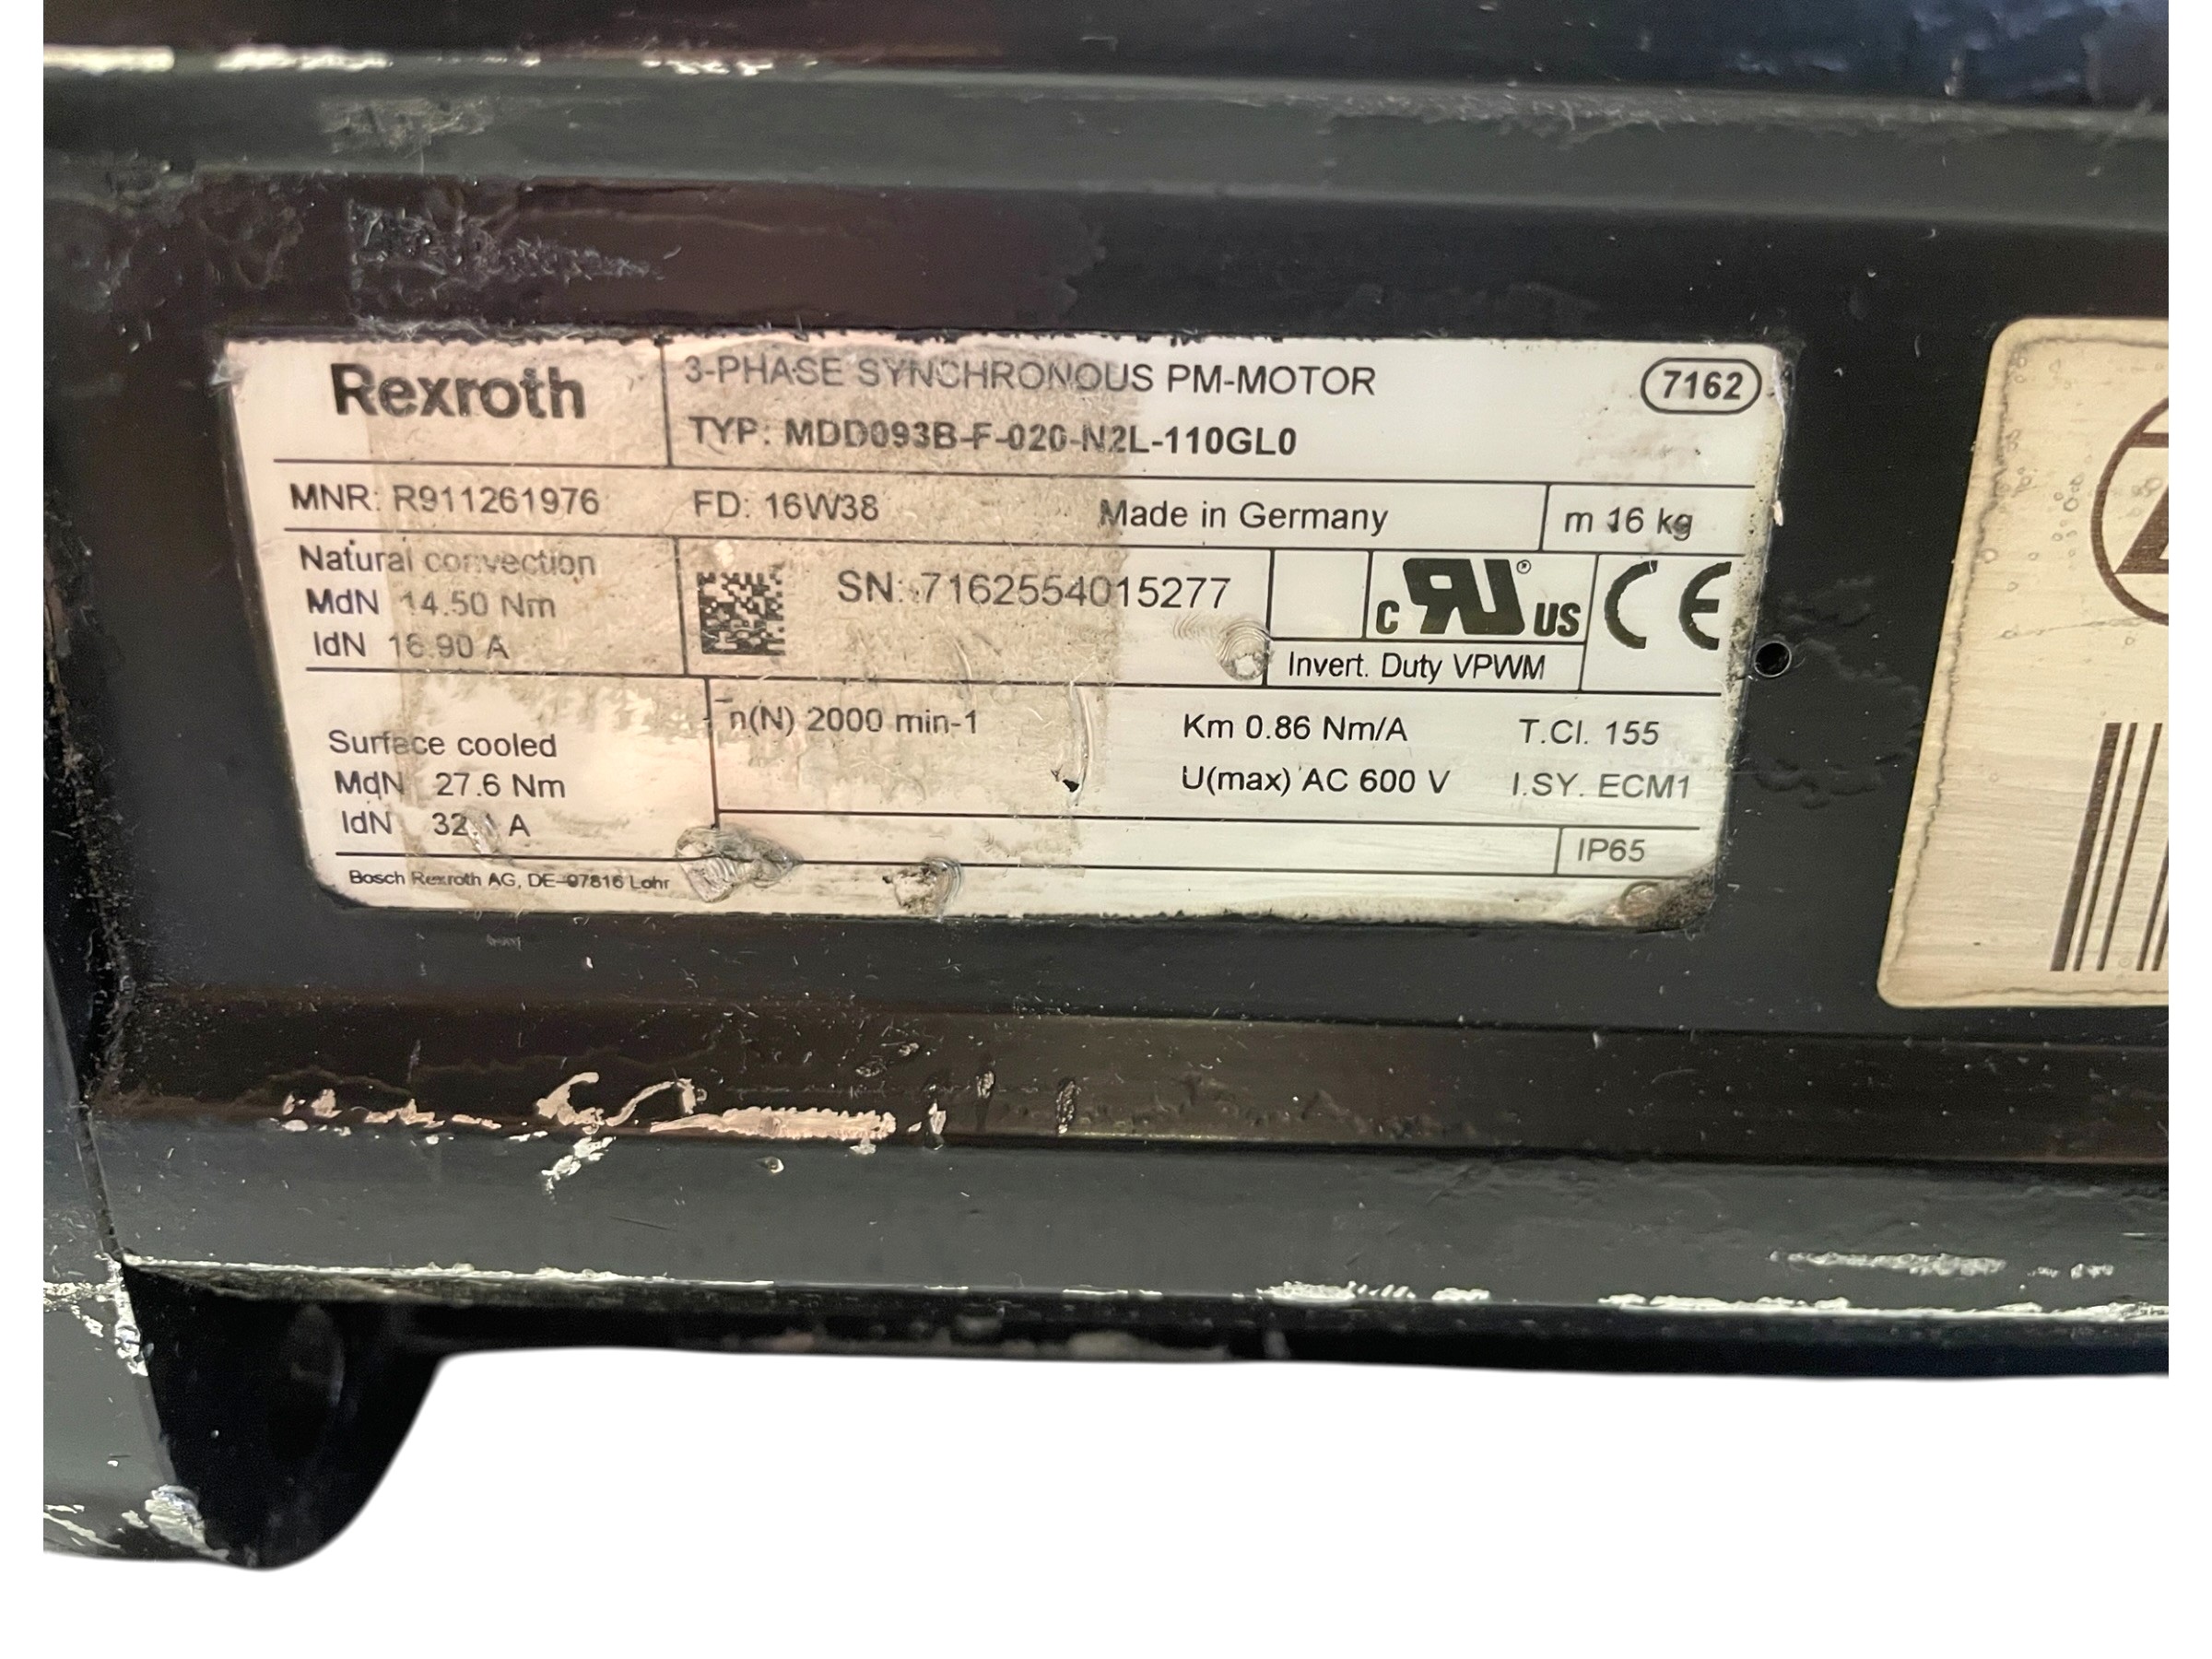 Rexroth
3-PHASE SYNCHRONOUS PM-MOTOR
7162
TYP: MDD093B-F-020-N2L-110GL0
MNR: R911261976 FD: 16W38 Made in Germany m 16 kg
Natural convection
MdN 14.50 Nm
IdN 16.90 A
SN: 7162554015277
c RU ® US
CE
Invert. Duty VPWM
Surface cooled
MdN 27.6 Nm
IdN A
n(N) 2000 min-1 Km 0.86 Nm/A T.Cl. 155
U(max) AC 600 V I.SY. ECM1
IP65
Bosch Rexroth AG, DE-97816 Lohr